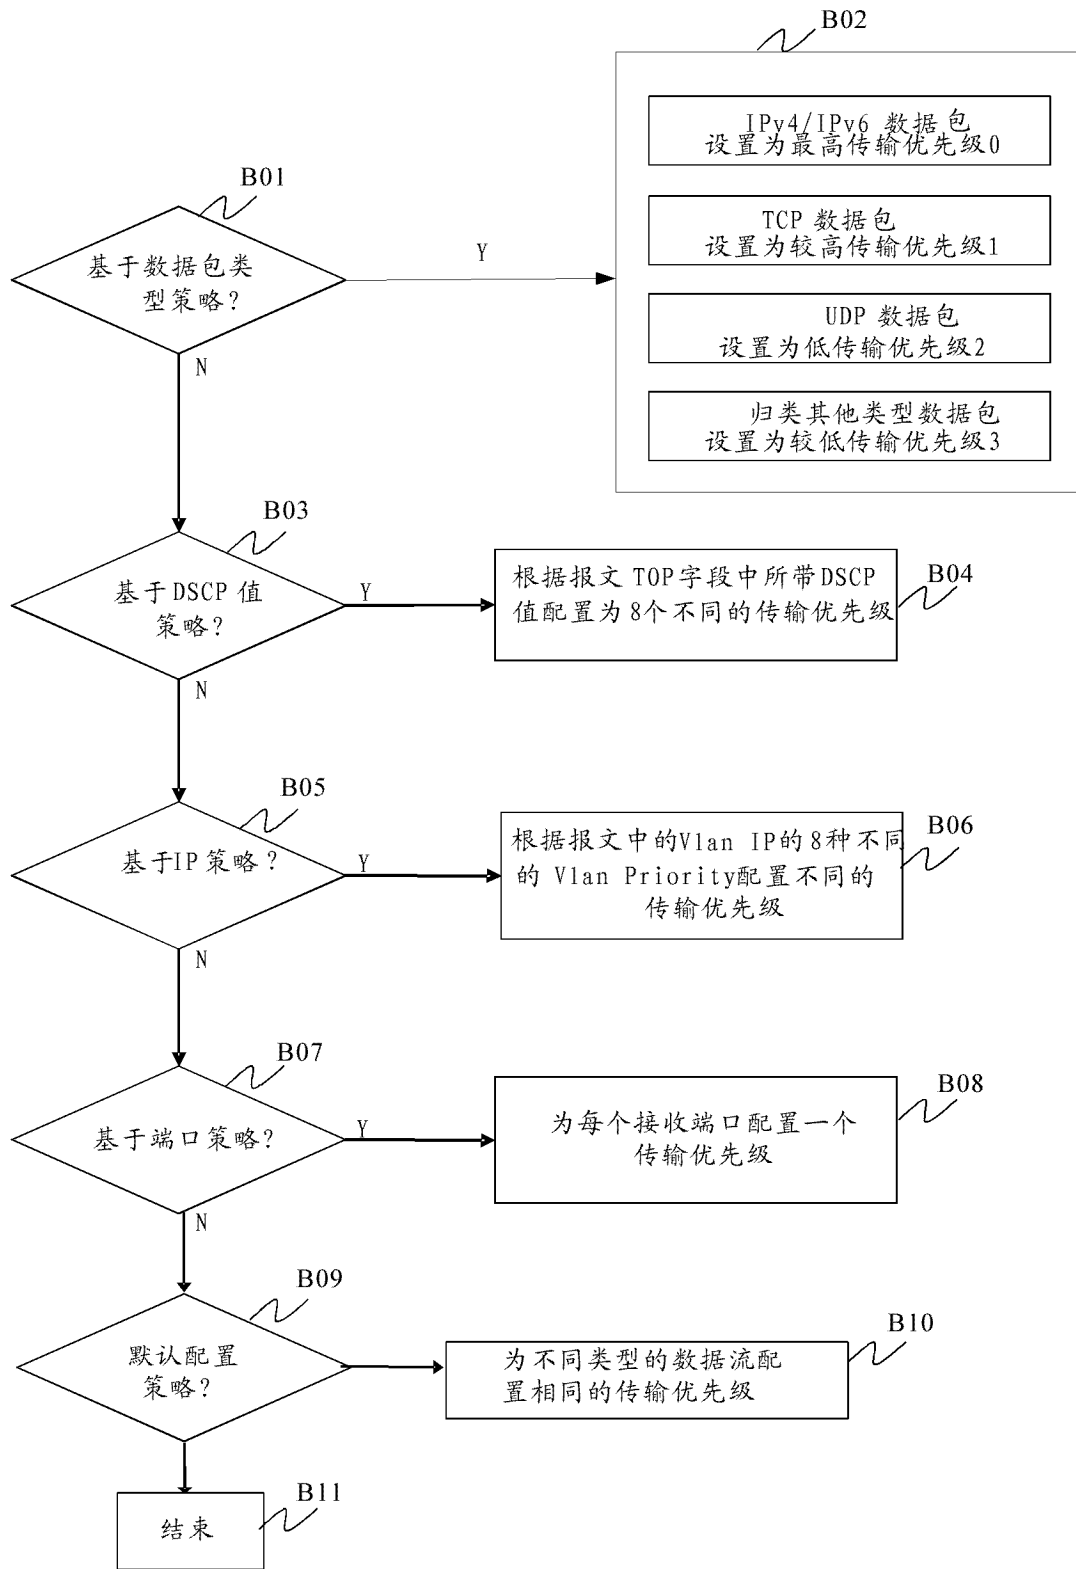 B02
IPv4/IPv6 数据包
设置为最高传输优先级0
TCP 数据包
设置为较高传输优先级1
UDP 数据包
设置为低传输优先级2
归类其他类型数据包
设置为较低传输优先级3
B01
基于数据包类
型策略？
Y
N
B03
基于DSCP 值
策略？
Y
N
根据报文 TOP字段中所带DSCP
值配置为 8个不同的传输优先级
B04
B05
基于IP 策略？
Y
N
根据报文中的Vlan IP的 8种不同
的 Vlan Priority配置不同的
传输优先级
B06
B07
基于端口策略？
Y
N
为每个接收端口配置一个
传输优先级
B08
B09
默认配置
策略？
为不同类型的数据流配
置相同的传输优先级
B10
结束
B11